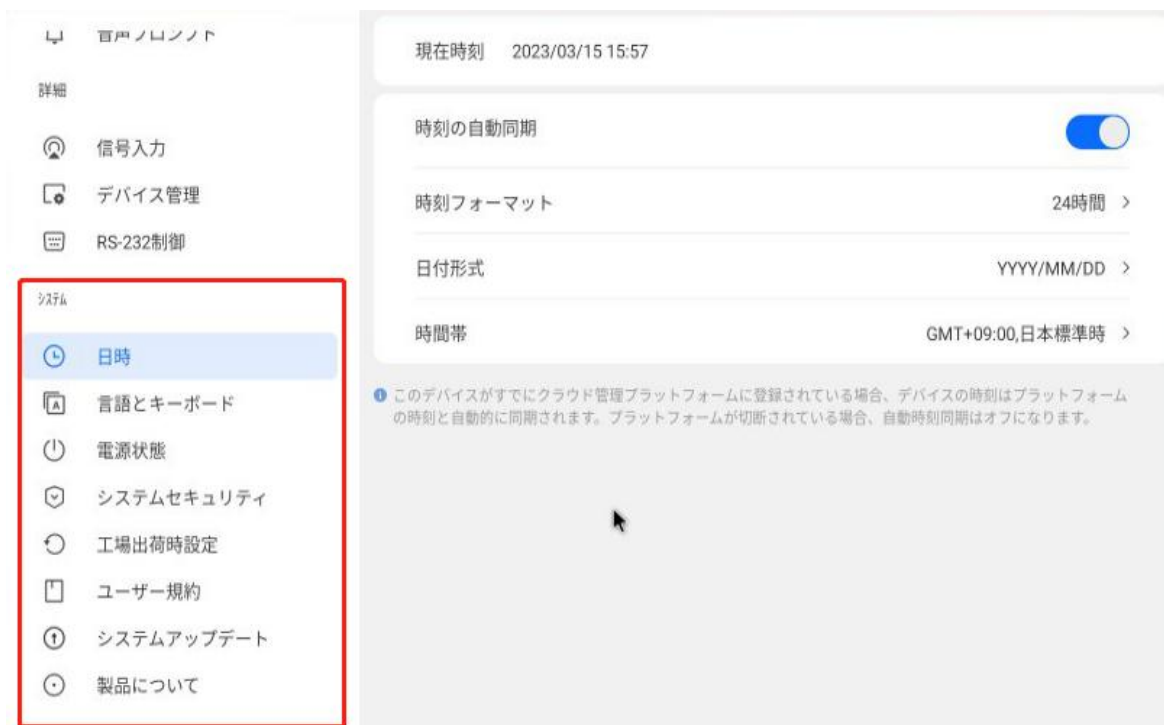 音声プロンプト
詳細
信号入力
デバイス管理
RS-232制御
システム
日時
言語とキーボード
電源状態
システムセキュリティ
工場出荷時設定
ユーザー規約
システムアップデート
製品について
現在時刻 2023/03/15 15:57
時刻の自動同期
時刻フォーマット 24時間
日付形式 YYYY/MM/DD
時間帯 GMT+09:00,日本標準時
このデバイスがすでにクラウド管理プラットフォームに登録されている場合、デバイスの時刻はプラットフォーム
の時刻と自動的に同期されます。プラットフォームが切断されている場合、自動時刻同期はオフになります。